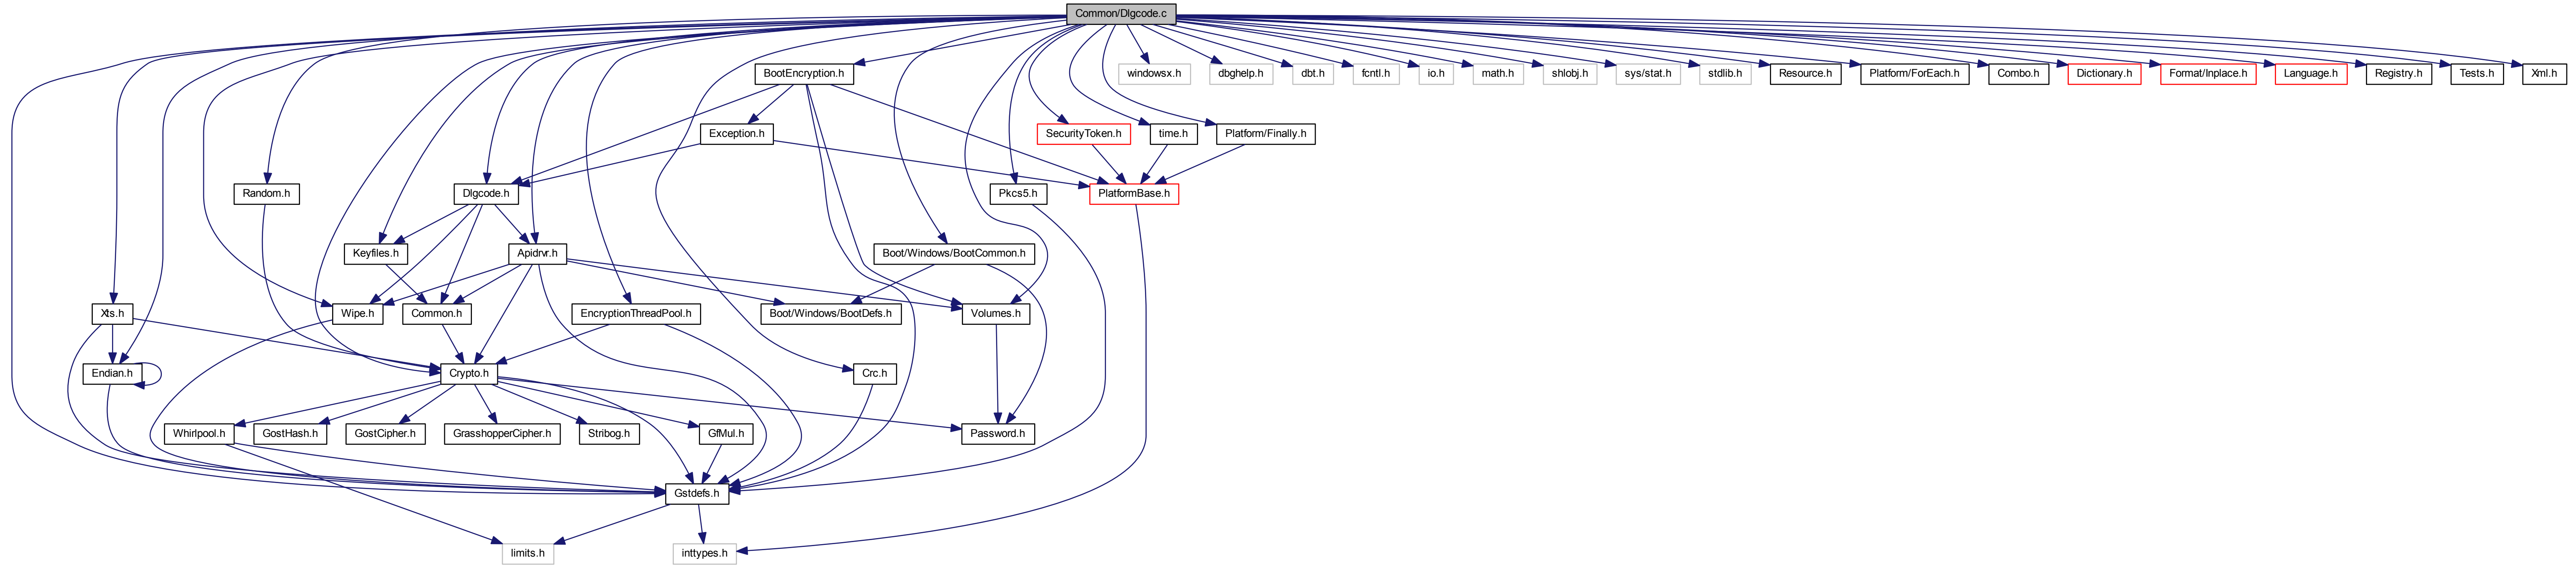 Common/Dlgcode.c
BootEncryption.h
windowsx.h
dbghelp.h
dbt.h
fcntl.h
io.h
math.h
shlobj.h
sys/stat.h
stdlib.h
Resource.h
Platform/ForEach.h
Combo.h
Dictionary.h
Format/Inplace.h
Language.h
Registry.h
Tests.h
Xml.h
Exception.h
SecurityToken.h
time.h
Platform/Finally.h
Random.h
Dlgcode.h
Pkcs5.h
PlatformBase.h
Keyfiles.h
Apidrvr.h
Boot/Windows/BootCommon.h
Xts.h
Wipe.h
Common.h
EncryptionThreadPool.h
Boot/Windows/BootDefs.h
Volumes.h
Endian.h
Crypto.h
Crc.h
Whirlpool.h
GostHash.h
GostCipher.h
GrasshopperCipher.h
Stribog.h
GfMul.h
Password.h
Gstdefs.h
limits.h
inttypes.h